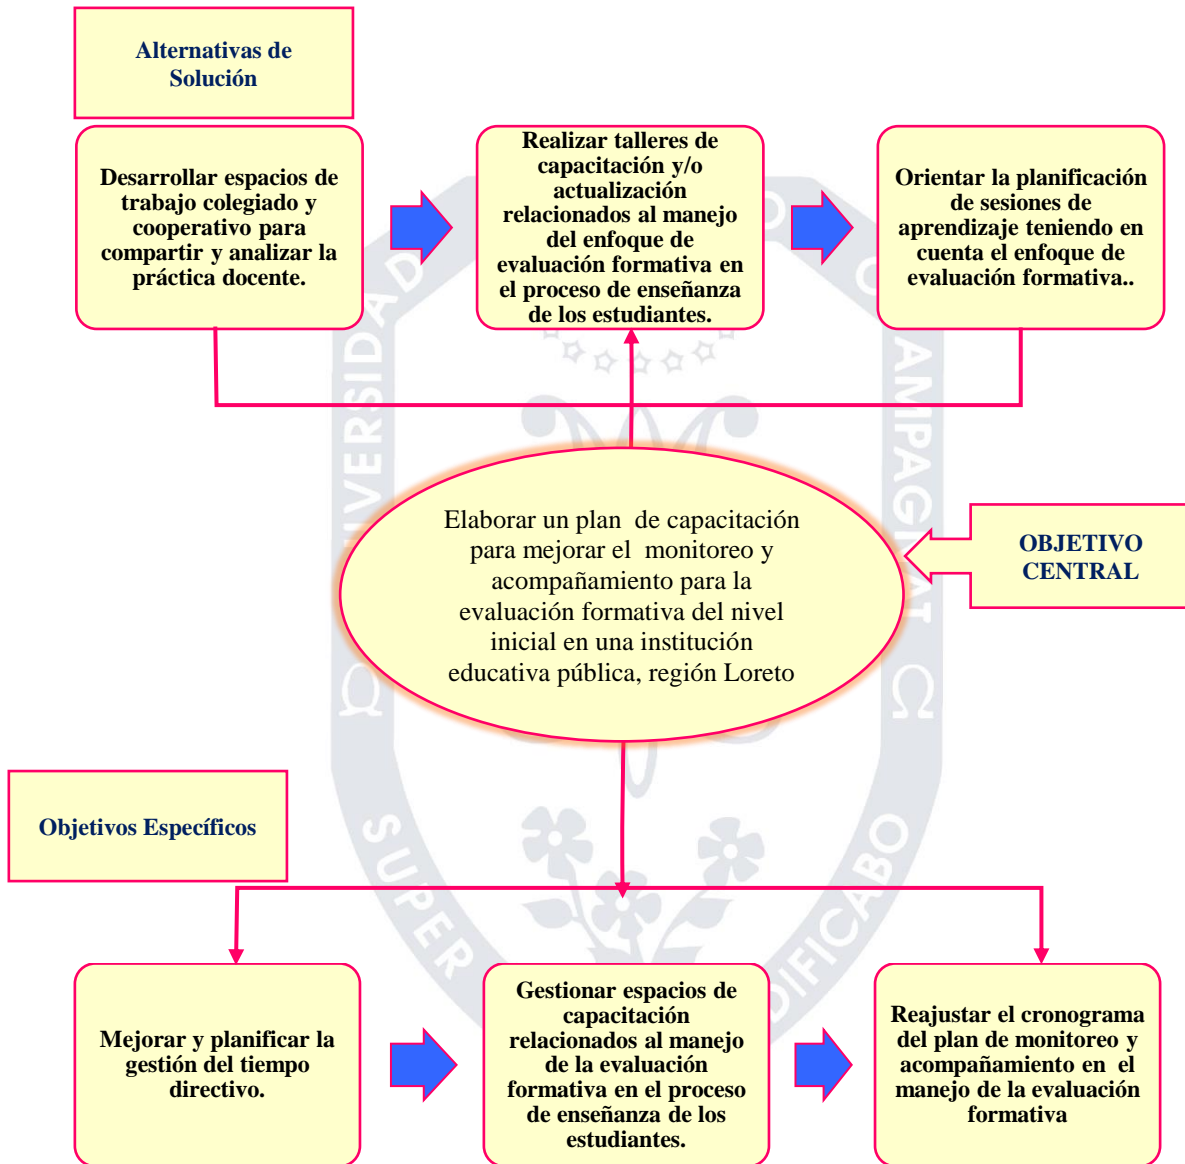 Alternativas de
Solución
Desarrollar espacios de
trabajo colegiado y
cooperativo para
compartir y analizar la
práctica docente.
Realizar talleres de
capacitación y/o
actualización
relacionados al manejo
del enfoque de
evaluación formativa en
el proceso de enseñanza
de los estudiantes.
Orientar la planificación
de sesiones de
aprendizaje teniendo en
cuenta el enfoque de
evaluación formativa..
Elaborar un plan de capacitación
para mejorar el monitoreo y
acompañamiento para la
evaluación formativa del nivel
inicial en una institución
educativa pública, región Loreto
OBJETIVO
CENTRAL
Objetivos Específicos
Mejorar y planificar la
gestión del tiempo
directivo.
Gestionar espacios de
capacitación
relacionados al manejo
de la evaluación
formativa en el proceso
de enseñanza de los
estudiantes.
Reajustar el cronograma
del plan de monitoreo y
acompañamiento en el
manejo de la evaluación
formativa
SUPER